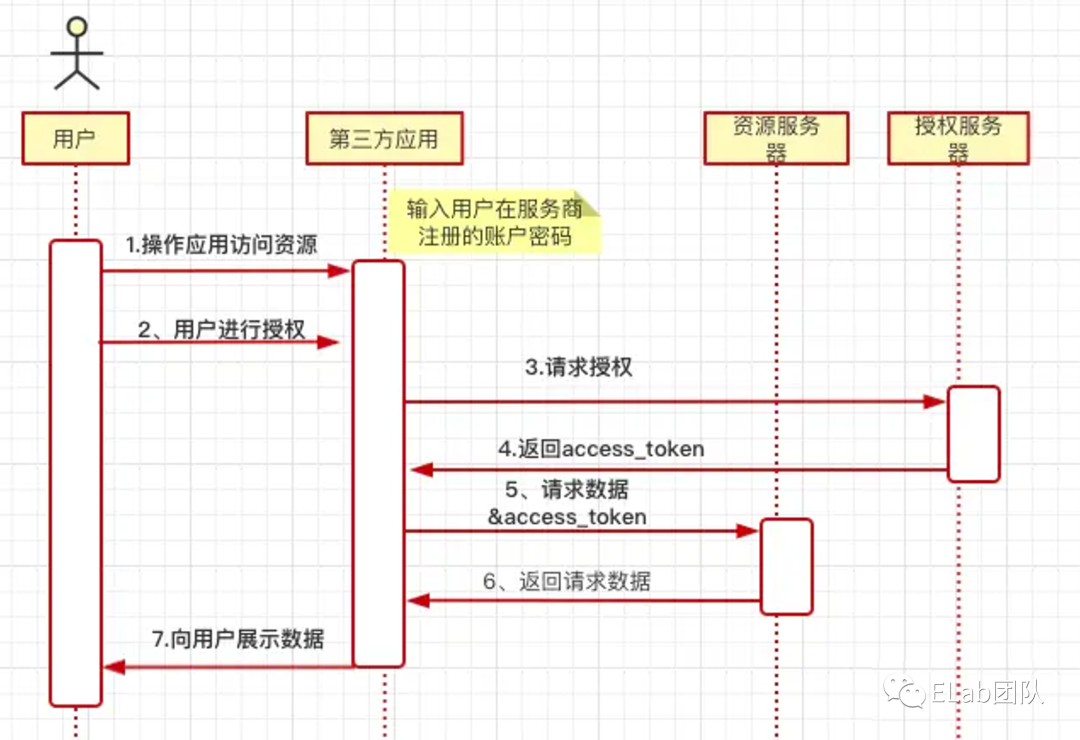 用户
第三方应用
资源服务
器
授权服务
器
输入用户在服务商
注册的账户密码
1.操作应用访问资源
2、用户进行授权
3.请求授权
4.返回access_token
5、请求数据
&access_token
6、返回请求数据
7.向用户展示数据
ELab团队